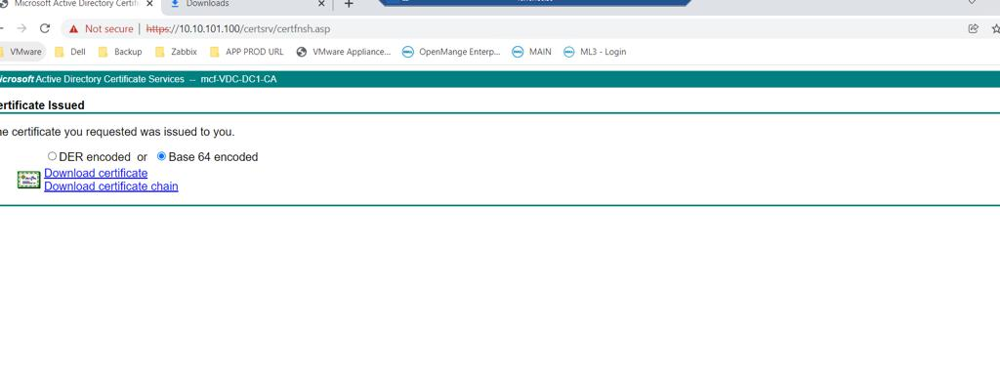 Microsoft Active Directory Certifi
Downloads
Not secure | https://10.10.101.100/certsrv/certfnsh.asp
VMware
Dell
Backup
Zabbix
APP PROD URL
VMware Appliance...
OpenMange Enterp...
MAIN
ML3 - Login
icrosoft Active Directory Certificate Services -- mcf-VDC-DC1-CA
ertificate Issued
he certificate you requested was issued to you.
DER encoded or Base 64 encoded
Download certificate
Download certificate chain